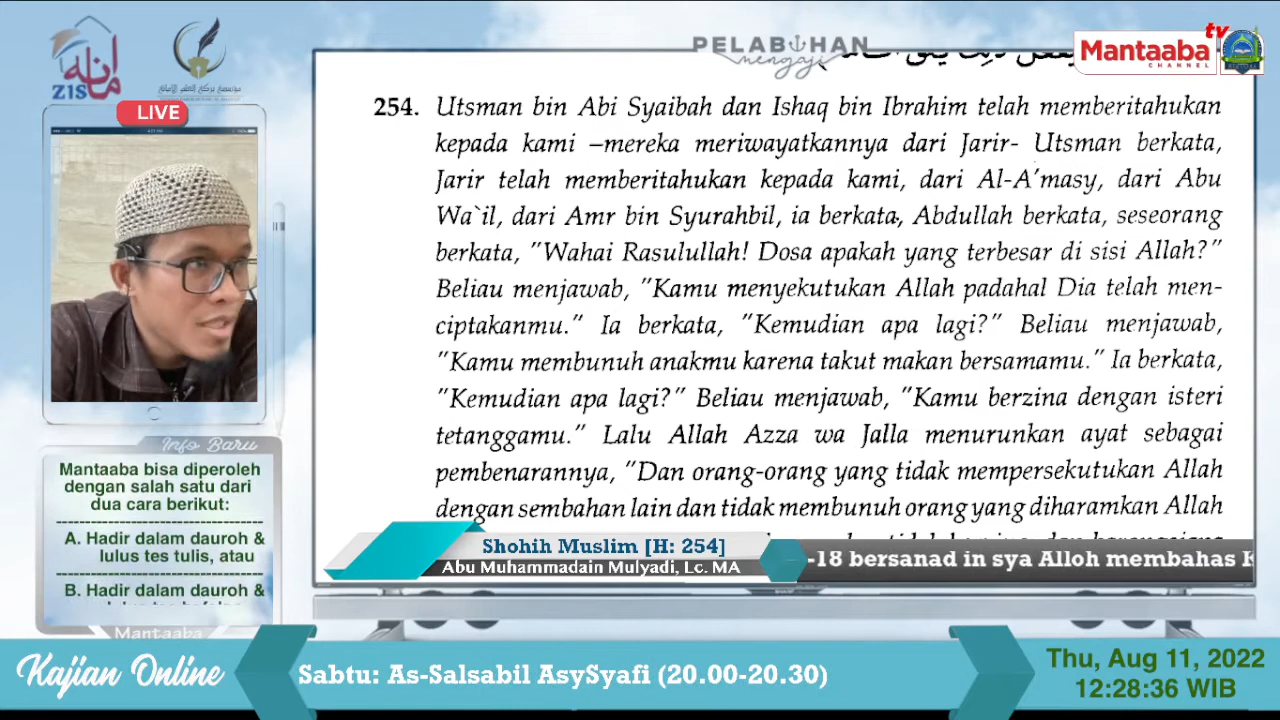 PELABUHAN
mengaji
Mantaaba tv
CHANNEL
ZIS
LIVE
254. Utsman bin Abi Syaibah dan Ishaq bin Ibrahim telah memberitahukan
kepada kami –mereka meriwayatkannya dari Jarir- Utsman berkata,
Jarir telah memberitahukan kepada kami, dari Al-A'masy, dari Abu
Wa`il, dari Amr bin Syurahbil, ia berkata, Abdullah berkata, seseorang
berkata, "Wahai Rasulullah! Dosa apakah yang terbesar di sisi Allah?"
Beliau menjawab, "Kamu menyekutukan Allah padahal Dia telah men-
ciptakanmu." Ia berkata, "Kemudian apa lagi?" Beliau menjawab,
"Kamu membunuh anakmu karena takut makan bersamamu." Ia berkata,
"Kemudian apa lagi?" Beliau menjawab, "Kamu berzina dengan isteri
tetanggamu." Lalu Allah Azza wa Jalla menurunkan ayat sebagai
pembenarannya, "Dan orang-orang yang tidak mempersekutukan Allah
dengan sembahan lain dan tidak membunuh orang yang diharamkan Allah
Info Baru
Mantaaba bisa diperoleh
dengan salah satu dari
dua cara berikut:
A. Hadir dalam dauroh &
lulus tes tulis, atau
B. Hadir dalam dauroh &
Mantaaba
Shohih Muslim [H: 254]
Abu Muhammadain Mulyadi, Lc. MA
-18 bersanad in sya Alloh membahas K
Kajian Online
Sabtu: As-Salsabil AsySyafi (20.00-20.30)
Thu, Aug 11, 2022
12:28:36 WIB